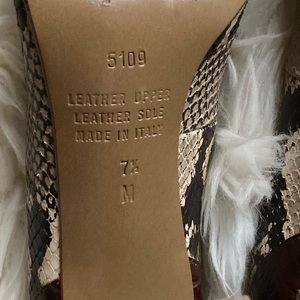 5109
LEATHER UPPER
LEATHER SOLE
MADE IN ITALY
7½
M